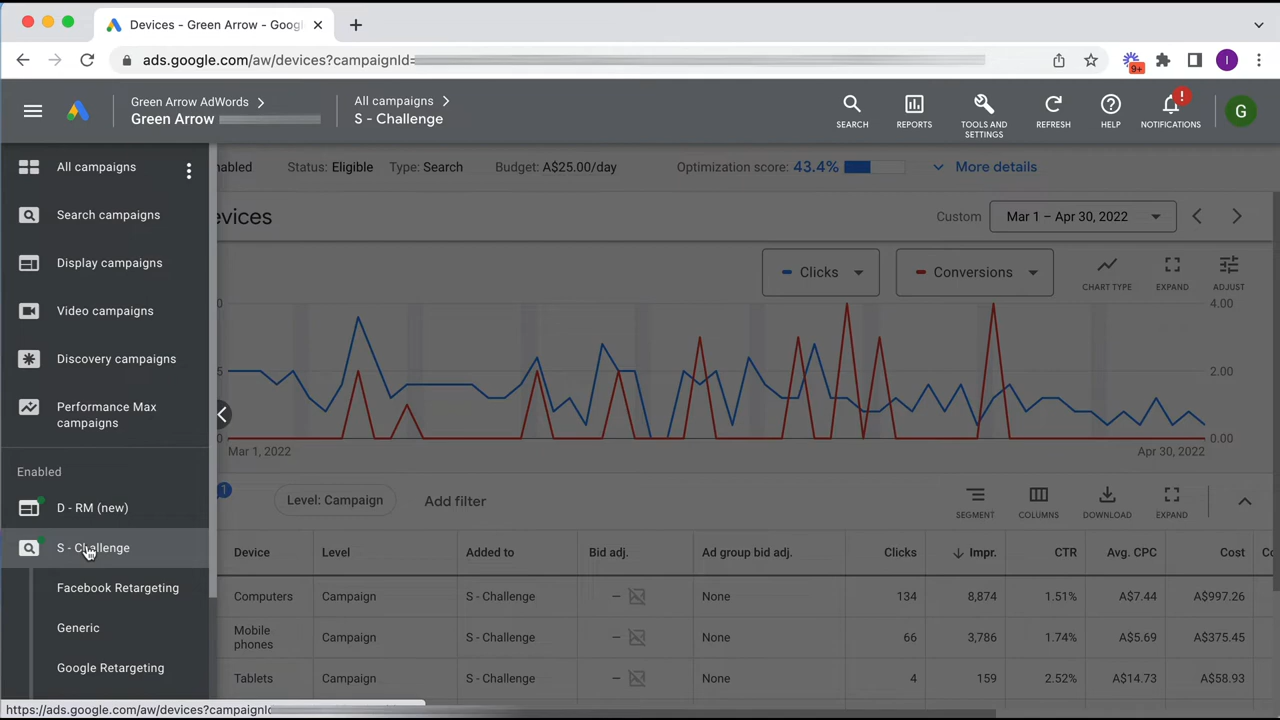 Devices - Green Arrow - Goog
ads.google.com/aw/devices?campaignId=
9+
I
Green Arrow AdWords
Green Arrow
All campaigns
S - Challenge
SEARCH
REPORTS
TOOLS AND
SETTINGS
REFRESH
HELP
!
NOTIFICATIONS
G
All campaigns
Search campaigns
Display campaigns
Video campaigns
Discovery campaigns
Performance Max
campaigns
Enabled
D - RM (new)
S - Challenge
Facebook Retargeting
Generic
Google Retargeting
nabled
Status: Eligible
Type: Search
Budget: A$25.00/day
Optimization score: 43.4%
More details
evices
Custom
Mar 1 – Apr 30, 2022
Clicks
Conversions
CHART TYPE
EXPAND
ADJUST
0
5
0
4.00
2.00
0.00
Mar 1, 2022
Apr 30, 2022
1
Level: Campaign
Add filter
SEGMENT
COLUMNS
DOWNLOAD
EXPAND
Device Level Added to Bid adj. Ad group bid adj. Clicks Impr. CTR Avg. CPC Cost Co
Computers Campaign S - Challenge – None 134 8,874 1.51% A$7.44 A$997.26
Mobile
phones Campaign S - Challenge – None 66 3,786 1.74% A$5.69 A$375.45
Tablets Campaign S - Challenge – None 4 159 2.52% A$14.73 A$58.93
https://ads.google.com/aw/devices?campaignId